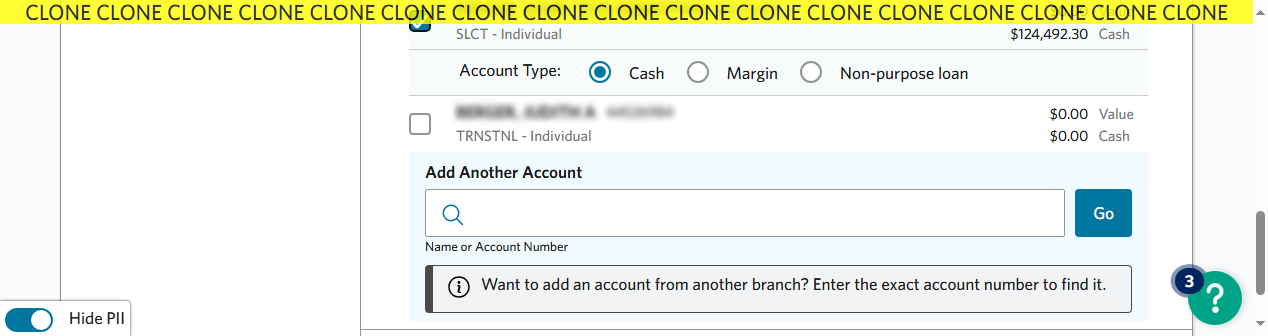 CLONE CLONE CLONE CLONE CLONE CLONE CLONE CLONE CLONE CLONE CLONE CLONE CLONE CLONE CLONE CLONE CLONE
SLCT - Individual
$124,492.30 Cash
Account Type: Cash Margin Non-purpose loan
$0.00 Value
TRNSTNL - Individual
$0.00 Cash
Add Another Account
Go
Name or Account Number
Want to add an account from another branch? Enter the exact account number to find it.
3
?
Hide PII